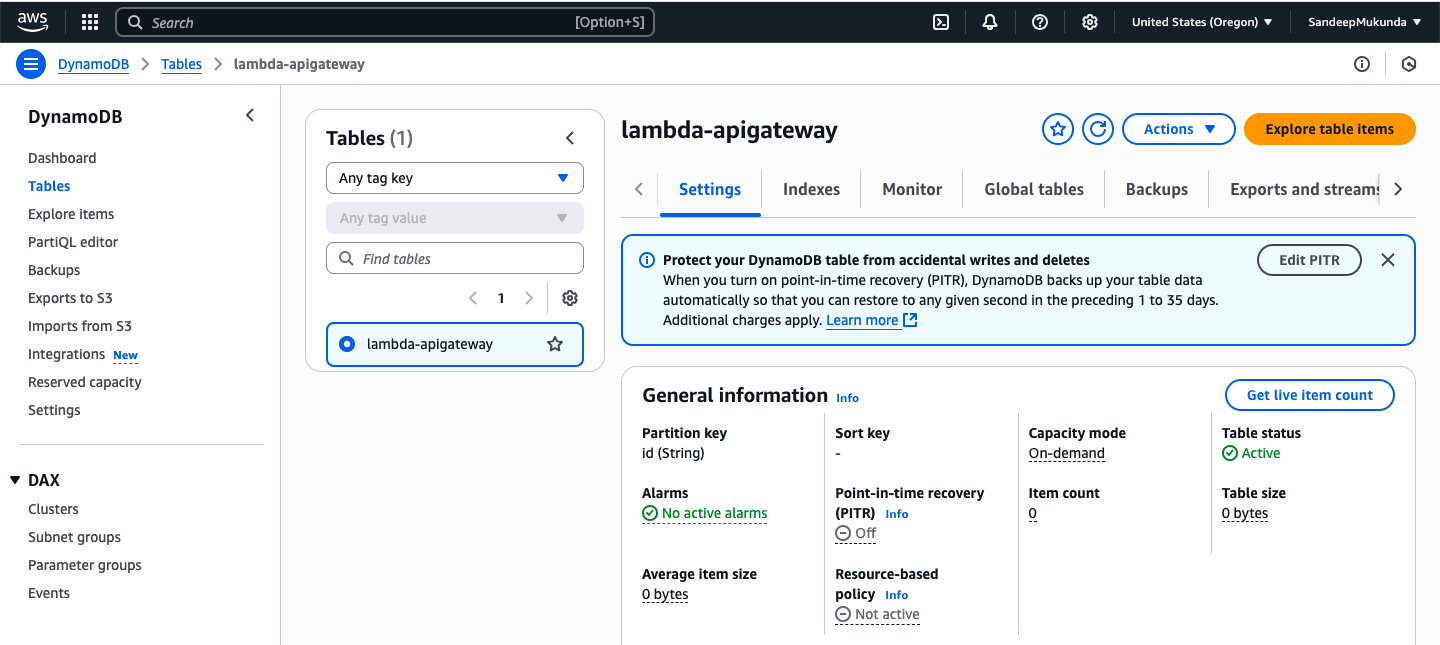 aws
Search
[Option+S]
United States (Oregon)
SandeepMukunda
DynamoDB
Tables
lambda-apigateway
DynamoDB
Dashboard
Tables
Explore items
PartiQL editor
Backups
Exports to S3
Imports from S3
Integrations New
Reserved capacity
Settings
DAX
Clusters
Subnet groups
Parameter groups
Events
Tables (1)
Any tag key
Any tag value
Find tables
1
lambda-apigateway
lambda-apigateway
Actions
Explore table items
Settings
Indexes
Monitor
Global tables
Backups
Exports and streams
Protect your DynamoDB table from accidental writes and deletes
When you turn on point-in-time recovery (PITR), DynamoDB backs up your table data
automatically so that you can restore to any given second in the preceding 1 to 35 days.
Additional charges apply. Learn more
Edit PITR
General information Info
Get live item count
Partition key
id (String)
Sort key
-
Capacity mode
On-demand
Table status
Active
Alarms
No active alarms
Point-in-time recovery
(PITR) Info
Off
Item count
0
Table size
0 bytes
Average item size
0 bytes
Resource-based
policy Info
Not active